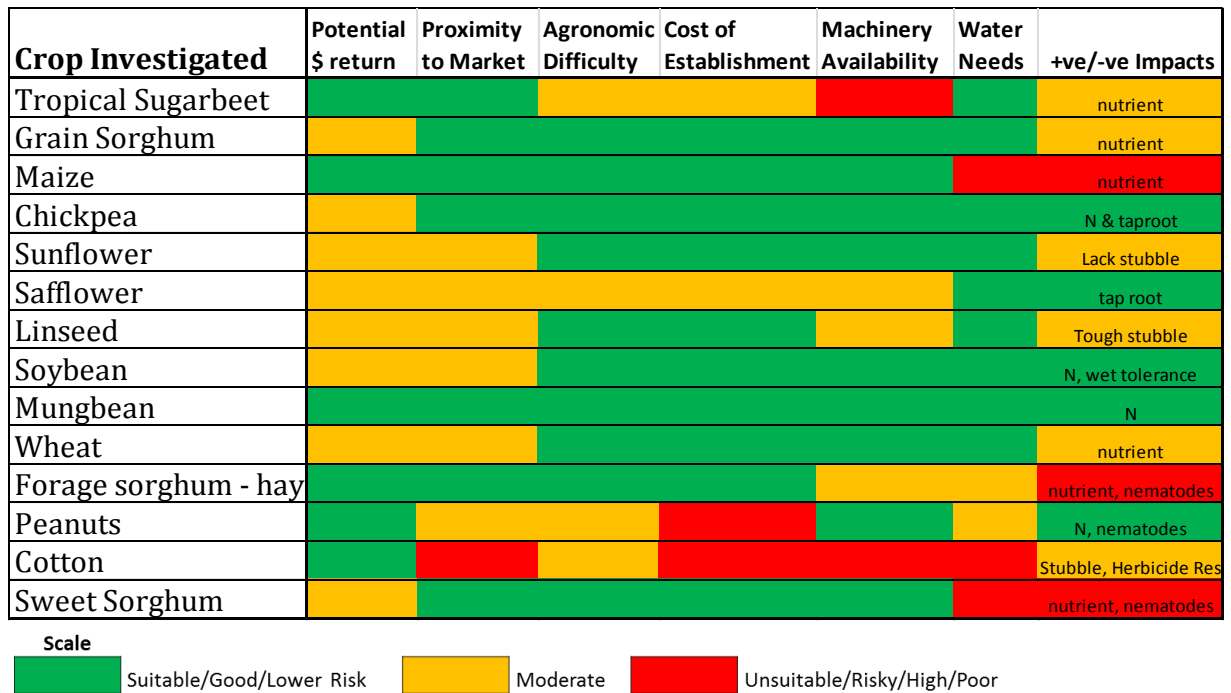 Crop Investigated Potential $ return Proximity to Market Agronomic Difficulty Cost of Establishment Machinery Availability Water Needs +ve/-ve Impacts
Tropical Sugarbeet nutrient
Grain Sorghum nutrient
Maize nutrient
Chickpea N & taproot
Sunflower Lack stubble
Safflower tap root
Linseed Tough stubble
Soybean N, wet tolerance
Mungbean N
Wheat nutrient
Forage sorghum - hay nutrient, nematodes
Peanuts N, nematodes
Cotton Stubble, Herbicide Res
Sweet Sorghum nutrient, nematodes
Scale
Suitable/Good/Lower Risk Moderate Unsuitable/Risky/High/Poor